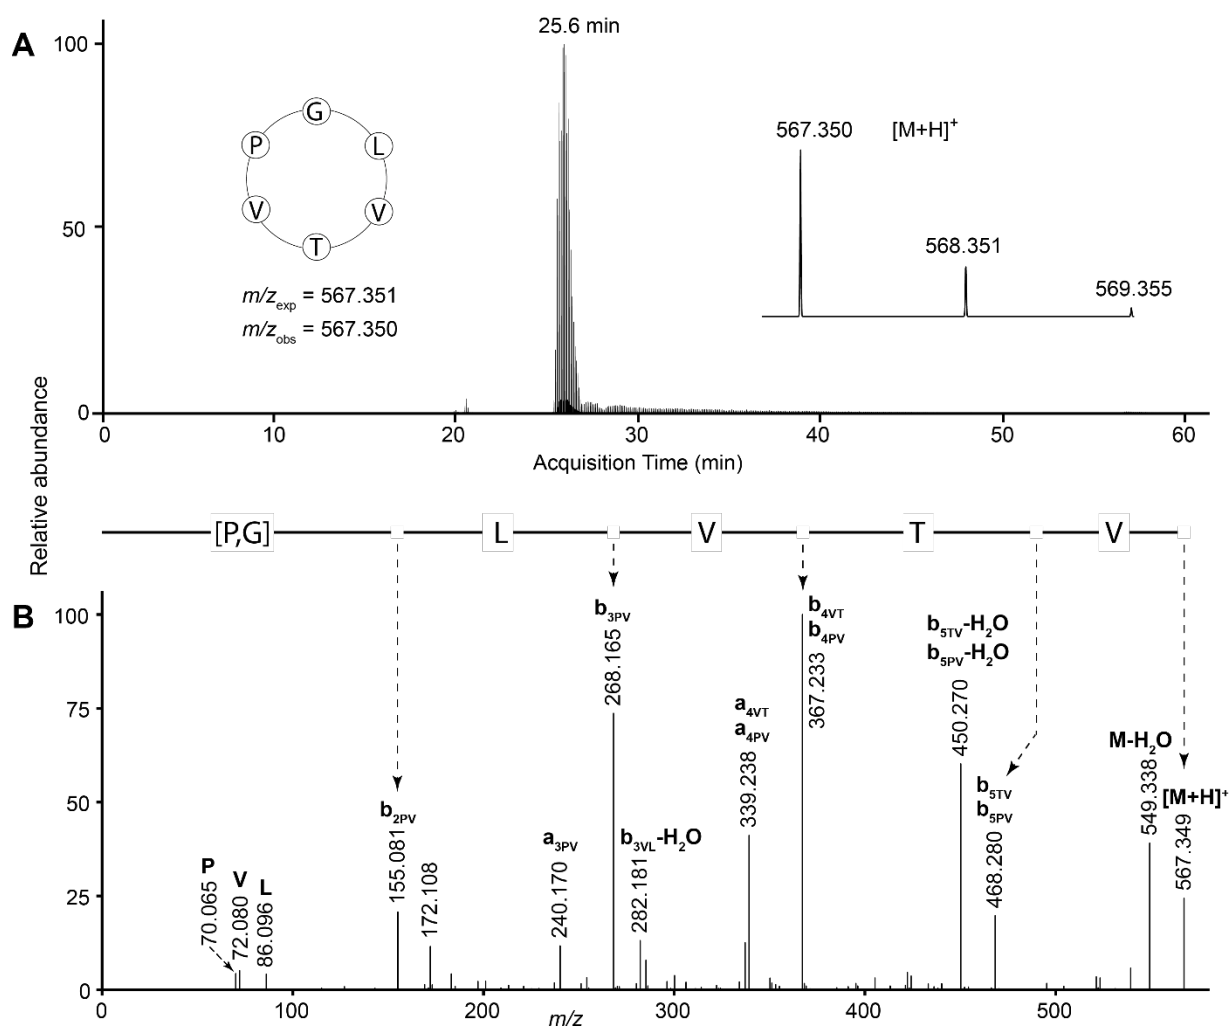 A
25.6 min
100
50
0
G
P
L
V
V
T
m/z_exp = 567.351
m/z_obs = 567.350
567.350
[M+H]⁺
568.351
569.355
0
10
20
30
40
50
60
Acquisition Time (min)
Relative abundance
[P,G]
L
V
T
V
B
100
75
50
25
0
P
70.065
V
72.080
L
86.096
b₂PV
155.081
172.108
a₃PV
240.170
b₃PV
268.165
b₃VL-H₂O
282.181
a₄VT
a₄PV
339.238
b₄VT
b₄PV
367.233
b₅TV-H₂O
b₅PV-H₂O
450.270
b₅TV
b₅PV
468.280
M-H₂O
549.338
[M+H]⁺
567.349
100
200
300
400
500
m/z